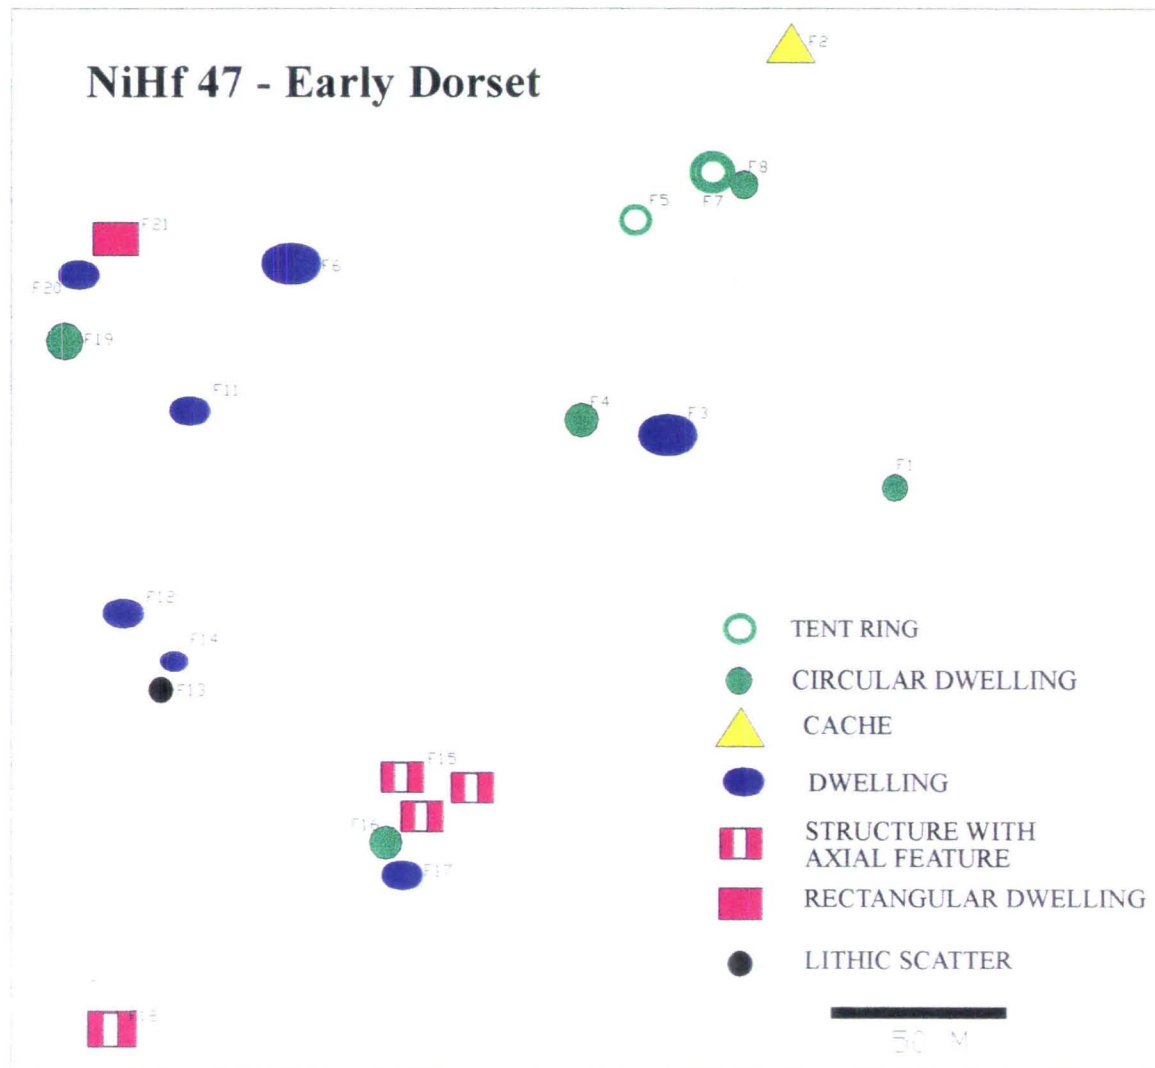 NiHf 47 - Early Dorset
F2
F8
F7
F5
F21
F6
F20
F19
F11
F4
F3
F1
F12
F14
F13
F15
F16
F17
F18
TENT RING
CIRCULAR DWELLING
CACHE
DWELLING
STRUCTURE WITH
AXIAL FEATURE
RECTANGULAR DWELLING
LITHIC SCATTER
50 M